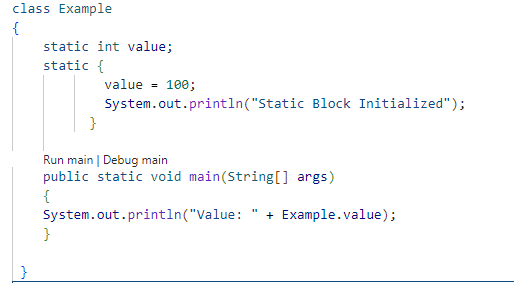 class Example
{
static int value;
static {
value = 100;
System.out.println("Static Block Initialized");
}
Run main | Debug main
public static void main(String[] args)
{
System.out.println("Value: " + Example.value);
}
}